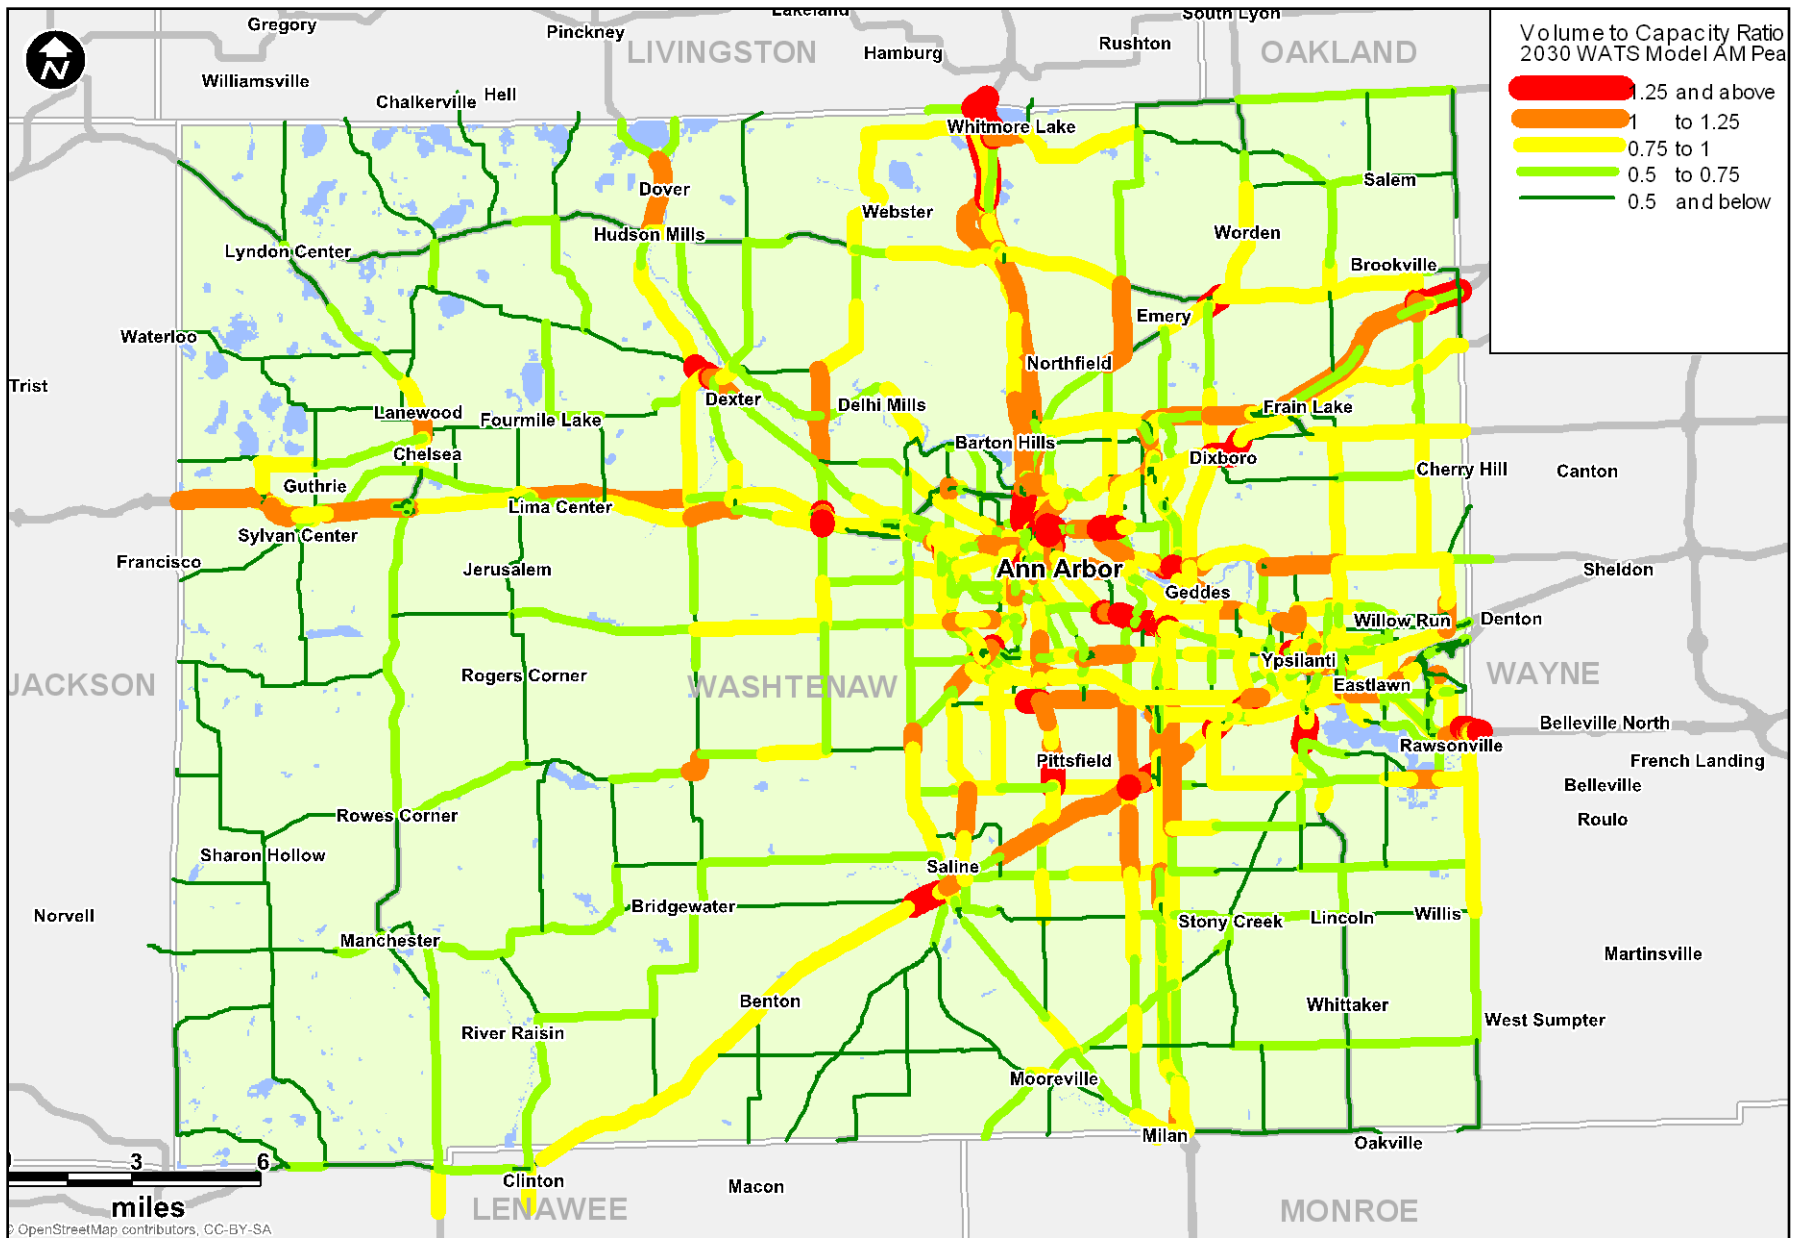 Lakeland
South Lyon
Gregory
Pinckney
LIVINGSTON
Hamburg
Rushton
OAKLAND
Volume to Capacity Ratio
2030 WATS Model AM Pea
1.25 and above
1 to 1.25
0.75 to 1
0.5 to 0.75
0.5 and below
N
Williamsville
Chalkerville
Hell
Whitmore Lake
Dover
Salem
Webster
Hudson Mills
Worden
Lyndon Center
Brookville
Waterloo
Emery
Northfield
Trist
Dexter
Delhi Mills
Frain Lake
Lanewood
Fourmile Lake
Barton Hills
Chelsea
Dixboro
Cherry Hill
Canton
Guthrie
Lima Center
Sylvan Center
Francisco
Jerusalem
Ann Arbor
Sheldon
Geddes
Willow Run
Denton
Ypsilanti
Rogers Corner
JACKSON
WASHTENAW
Eastlawn
WAYNE
Belleville North
Rawsonville
Pittsfield
French Landing
Belleville
Rowes Corner
Roulo
Sharon Hollow
Saline
Norvell
Bridgewater
Stony Creek
Lincoln
Willis
Manchester
Martinsville
Benton
Whittaker
River Raisin
West Sumpter
Mooreville
Milan
Oakville
3
6
miles
Clinton
Macon
LENAWEE
MONROE
OpenStreetMap contributors, CC-BY-SA